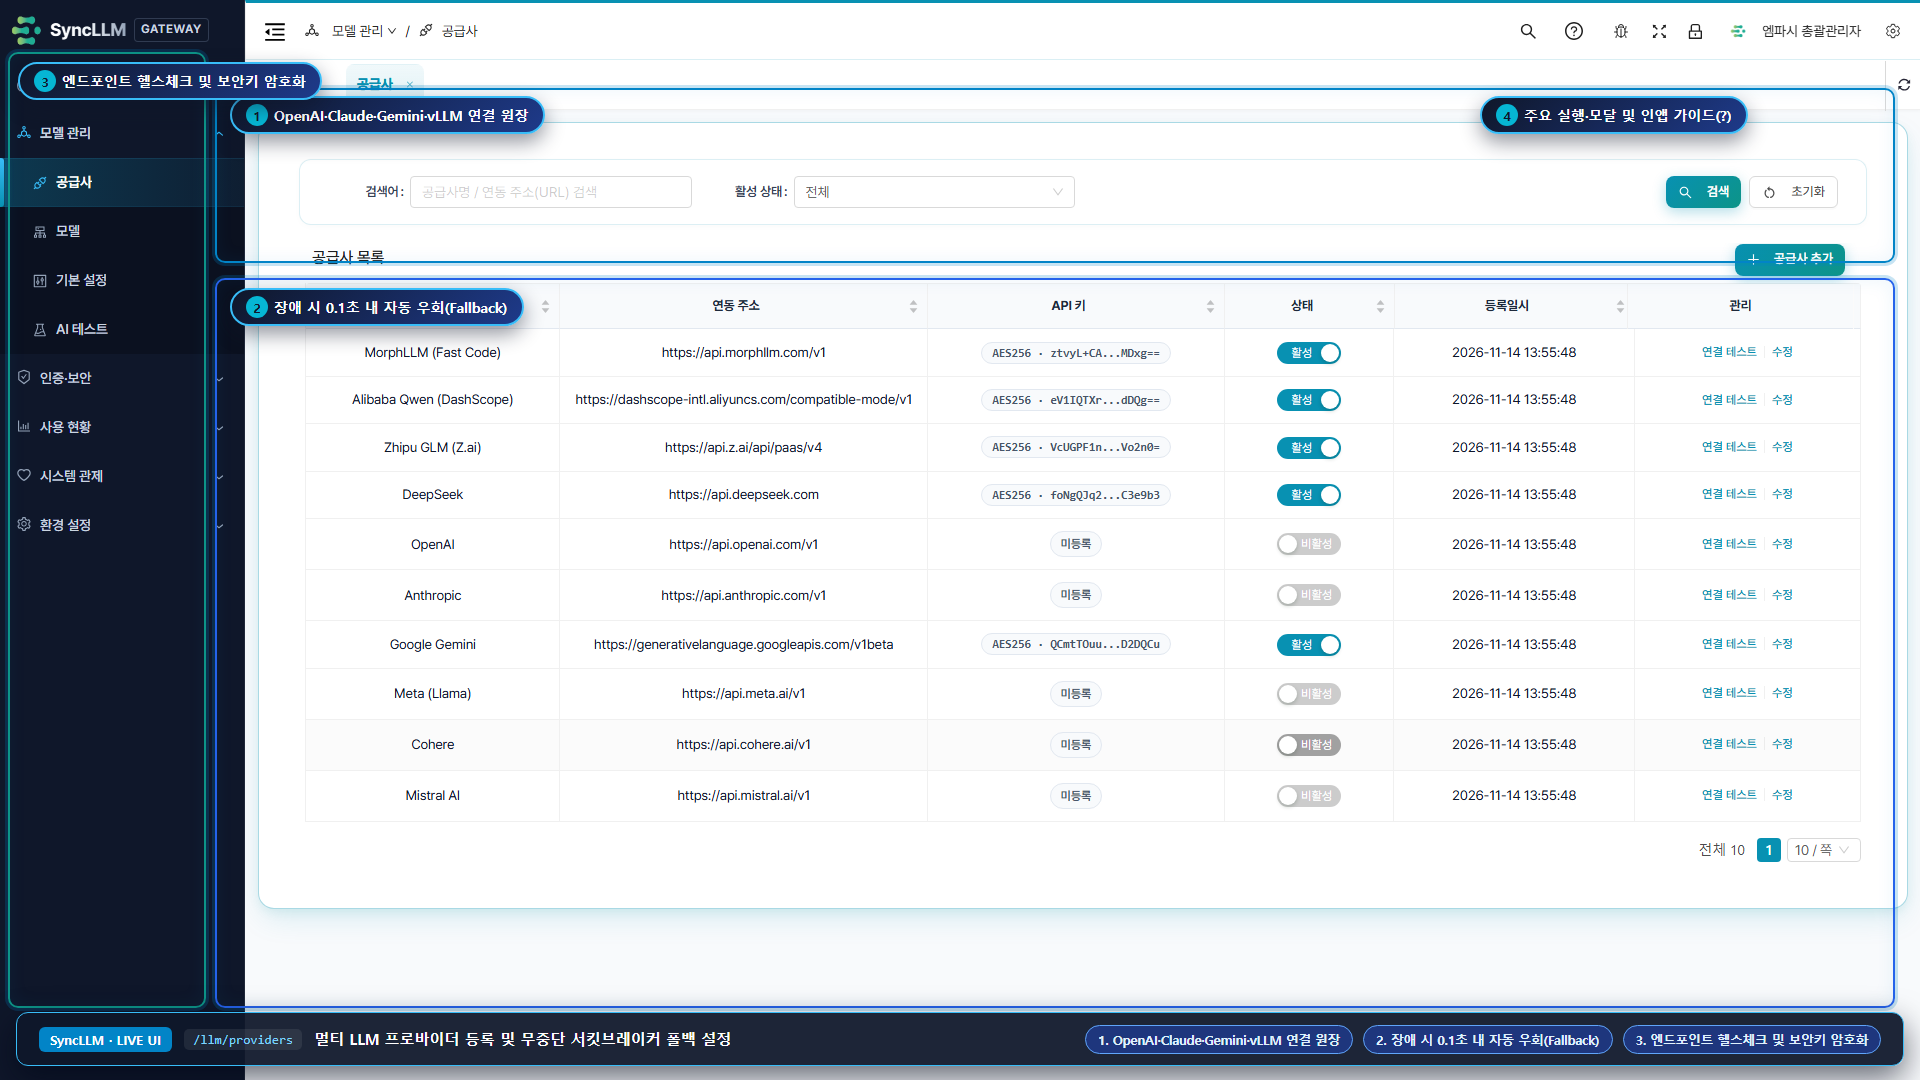 SyncLLM GATEWAY
모델 관리 / 공급사
엠파시 총괄관리자
3 엔드포인트 헬스체크 및 보안키 암호화
공급사 ×
1 OpenAI·Claude·Gemini·vLLM 연결 원장
4 주요 실행·모달 및 인앱 가이드(?)
모델 관리
공급사
모델
기본 설정
AI 테스트
인증·보안
사용 현황
시스템 관제
환경 설정
검색어: 공급사명 / 연동 주소(URL) 검색
활성 상태: 전체
검색
초기화
공급사 목록
공급사 추가
2 장애 시 0.1초 내 자동 우회(Fallback)
연동 주소 API 키 상태 등록일시 관리
MorphLLM (Fast Code) https://api.morphllm.com/v1 AES256 · ztvyL+CA...MDxg== 활성 2026-11-14 13:55:48 연결 테스트 수정
Alibaba Qwen (DashScope) https://dashscope-intl.aliyuncs.com/compatible-mode/v1 AES256 · eV1IQTXr...dDQg== 활성 2026-11-14 13:55:48 연결 테스트 수정
Zhipu GLM (Z.ai) https://api.z.ai/api/paas/v4 AES256 · VcUGPF1n...Vo2n0= 활성 2026-11-14 13:55:48 연결 테스트 수정
DeepSeek https://api.deepseek.com AES256 · foNgQJq2...C3e9b3 활성 2026-11-14 13:55:48 연결 테스트 수정
OpenAI https://api.openai.com/v1 미등록 비활성 2026-11-14 13:55:48 연결 테스트 수정
Anthropic https://api.anthropic.com/v1 미등록 비활성 2026-11-14 13:55:48 연결 테스트 수정
Google Gemini https://generativelanguage.googleapis.com/v1beta AES256 · QCmtTOuu...D2DQCu 활성 2026-11-14 13:55:48 연결 테스트 수정
Meta (Llama) https://api.meta.ai/v1 미등록 비활성 2026-11-14 13:55:48 연결 테스트 수정
Cohere https://api.cohere.ai/v1 미등록 비활성 2026-11-14 13:55:48 연결 테스트 수정
Mistral AI https://api.mistral.ai/v1 미등록 비활성 2026-11-14 13:55:48 연결 테스트 수정
전체 10 1 10 / 쪽
SyncLLM · LIVE UI /llm/providers 멀티 LLM 프로바이더 등록 및 무중단 서킷브레이커 폴백 설정
1. OpenAI·Claude·Gemini·vLLM 연결 원장
2. 장애 시 0.1초 내 자동 우회(Fallback)
3. 엔드포인트 헬스체크 및 보안키 암호화